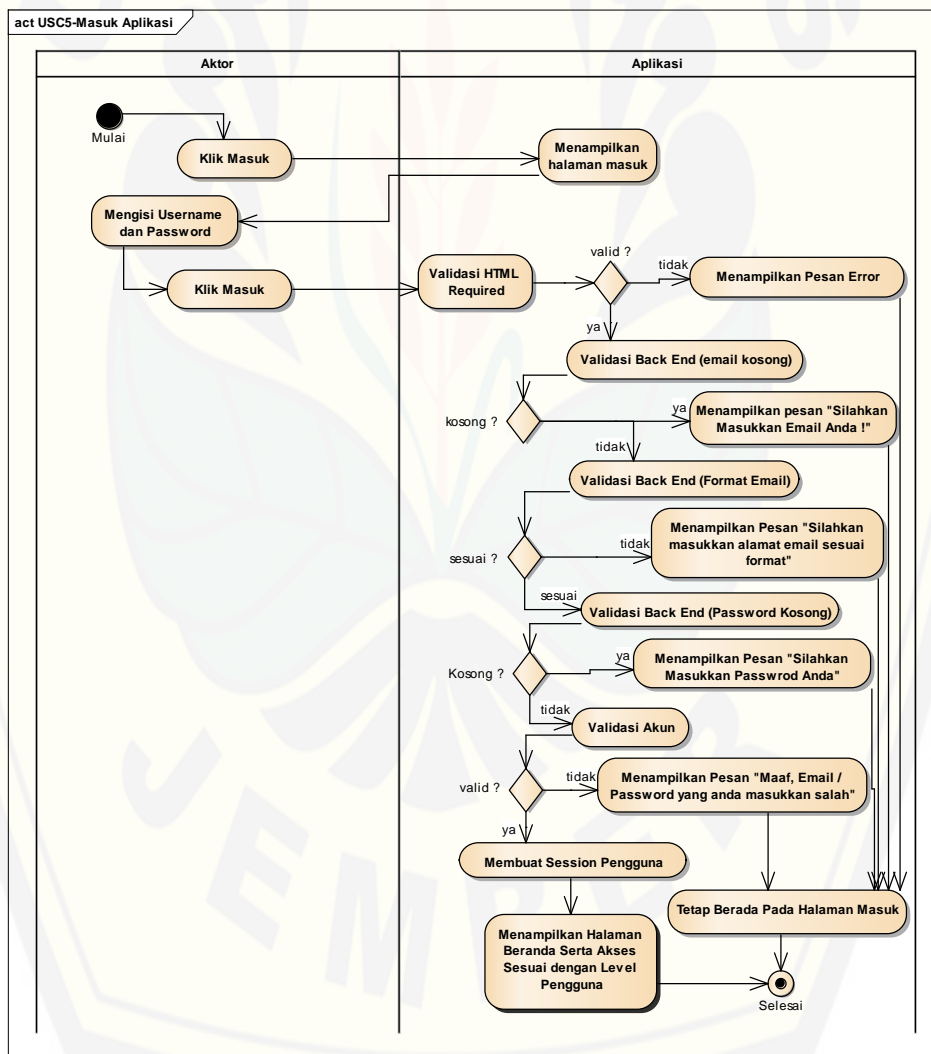 act USC5-Masuk Aplikasi
Aktor
Aplikasi
Mulai
Klik Masuk
Menampilkan
halaman masuk
Mengisi Username
dan Password
Klik Masuk
Validasi HTML
Required
valid ?
tidak
Menampilkan Pesan Error
ya
Validasi Back End (email kosong)
kosong ?
ya
Menampilkan pesan "Silahkan
Masukkan Email Anda !"
tidak
Validasi Back End (Format Email)
sesuai ?
tidak
Menampilkan Pesan "Silahkan
masukkan alamat email sesuai
format"
sesuai
Validasi Back End (Password Kosong)
Kosong ?
ya
Menampilkan Pesan "Silahkan
Masukkan Passwrod Anda"
tidak
Validasi Akun
valid ?
tidak
Menampilkan Pesan "Maaf, Email /
Password yang anda masukkan salah"
ya
Membuat Session Pengguna
Tetap Berada Pada Halaman Masuk
Menampilkan Halaman
Beranda Serta Akses
Sesuai dengan Level
Pengguna
Selesai
JEMBER